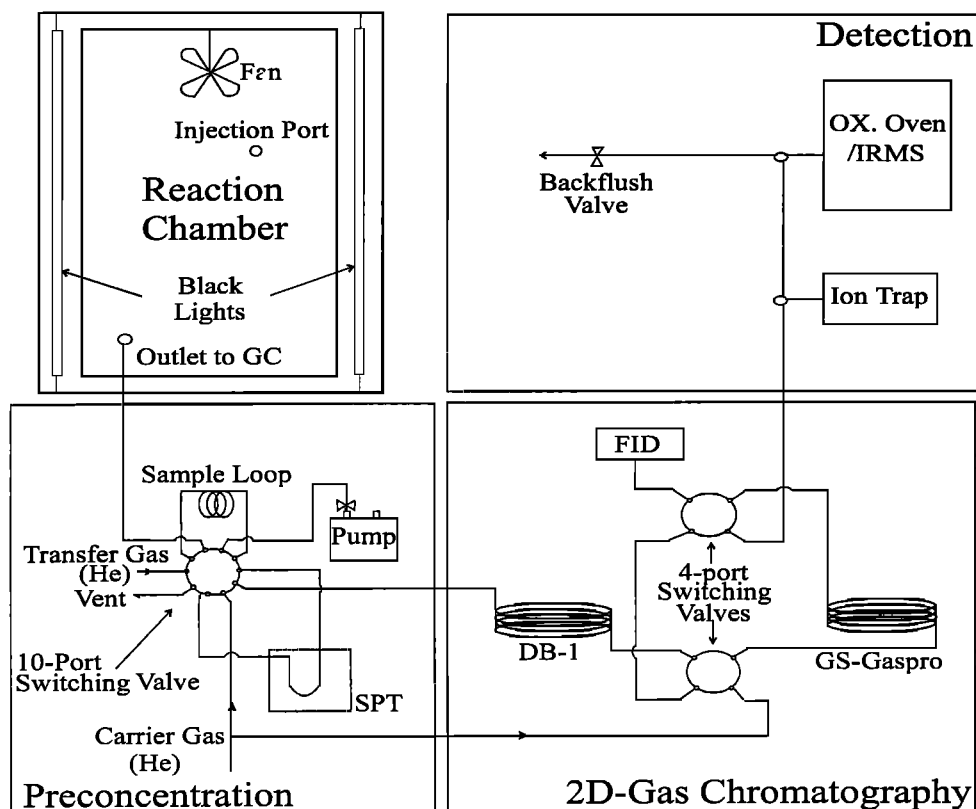 Fɛn
Injection Port
Reaction
Chamber
Black
Lights
Outlet to GC
Detection
OX. Oven
/IRMS
Backflush
Valve
Ion Trap
Sample Loop
Pump
Transfer Gas
(He)
Vent
10-Port
Switching Valve
SPT
Carrier Gas
(He)
Preconcentration
FID
4-port
Switching
Valves
DB-1
GS-Gaspro
2D-Gas Chromatography